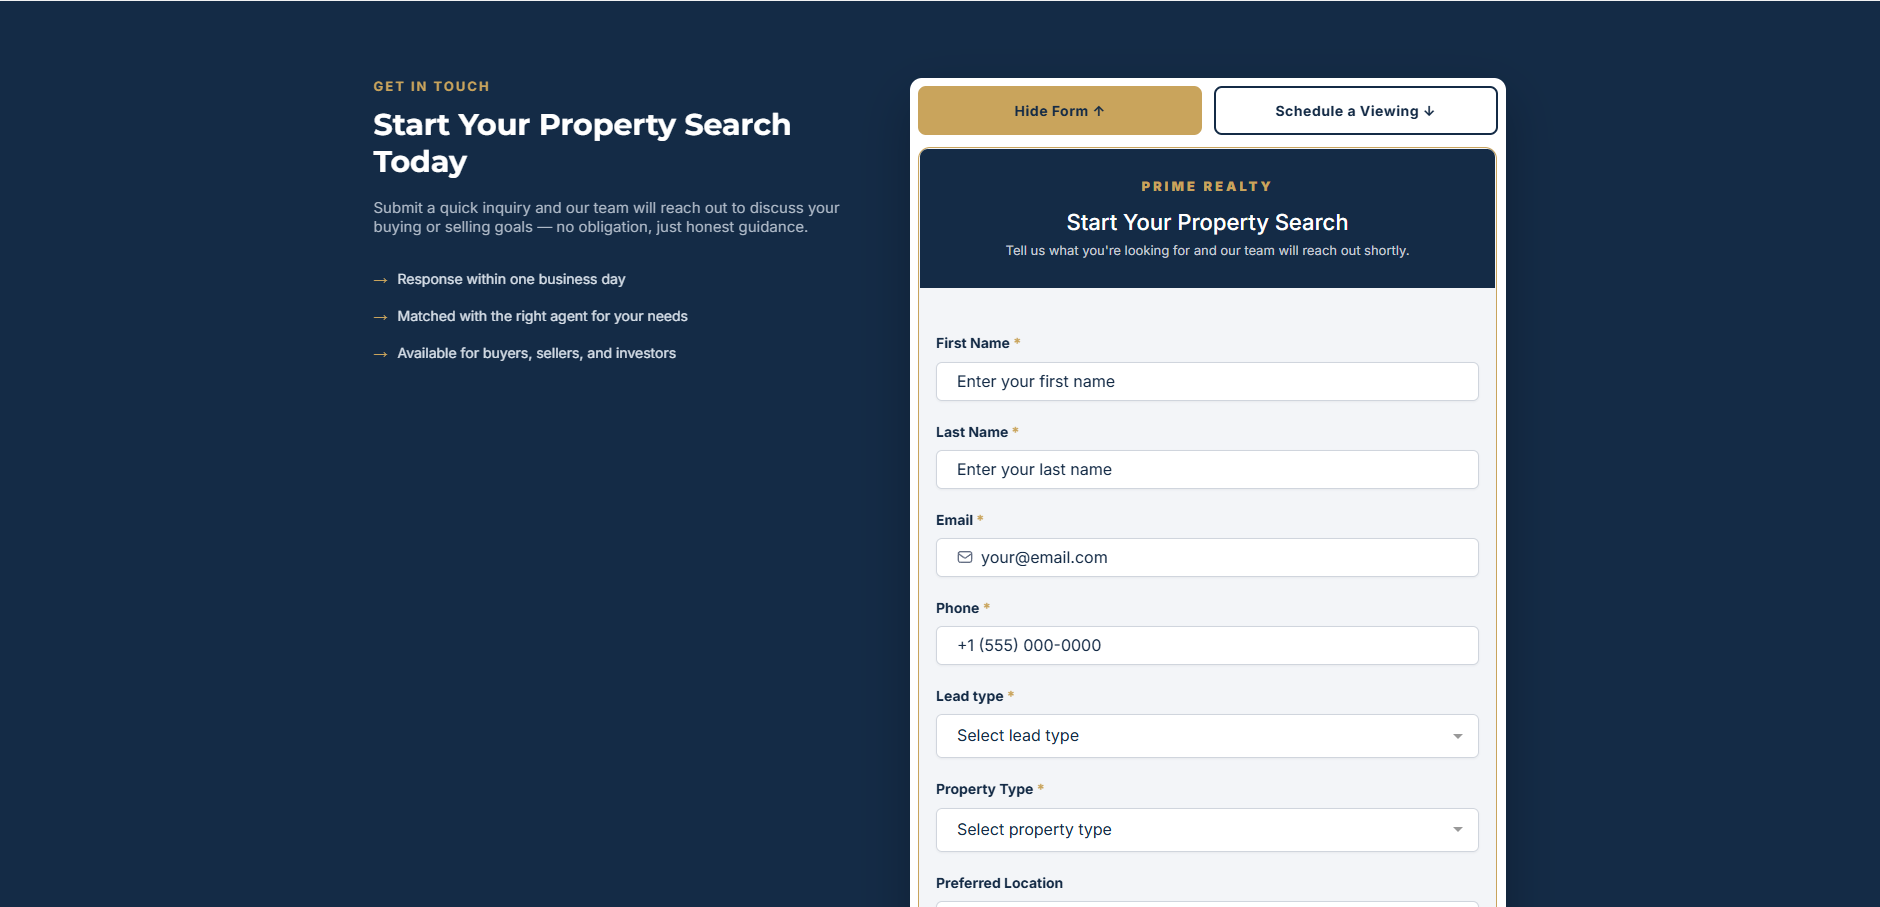 GET IN TOUCH
Start Your Property Search
Today
Submit a quick inquiry and our team will reach out to discuss your
buying or selling goals — no obligation, just honest guidance.
→ Response within one business day
→ Matched with the right agent for your needs
→ Available for buyers, sellers, and investors
Hide Form ↑
Schedule a Viewing ↓
PRIME REALTY
Start Your Property Search
Tell us what you're looking for and our team will reach out shortly.
First Name *
Enter your first name
Last Name *
Enter your last name
Email *
your@email.com
Phone *
+1 (555) 000-0000
Lead type *
Select lead type
Property Type *
Select property type
Preferred Location